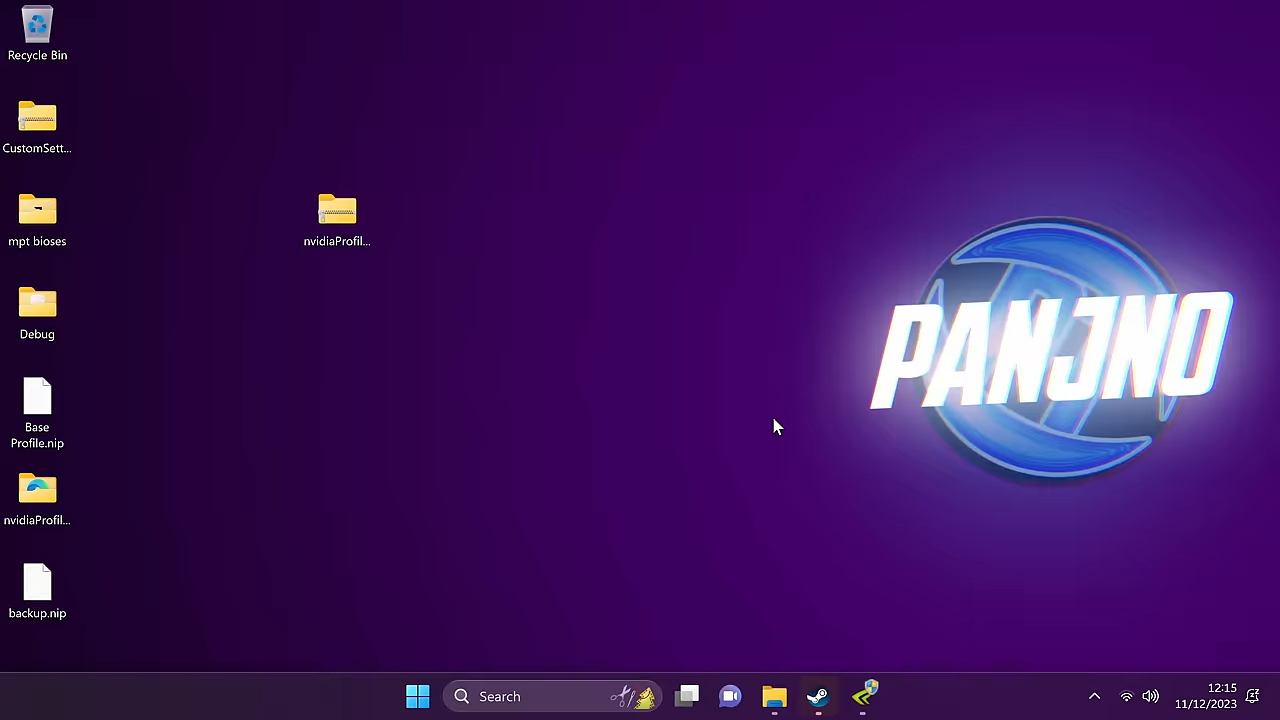 Recycle Bin
CustomSett...
mpt bioses
Debug
Base
Profile.nip
nvidiaProfil...
backup.nip
nvidiaProfil...
PANJNO
Search
12:15
11/12/2023